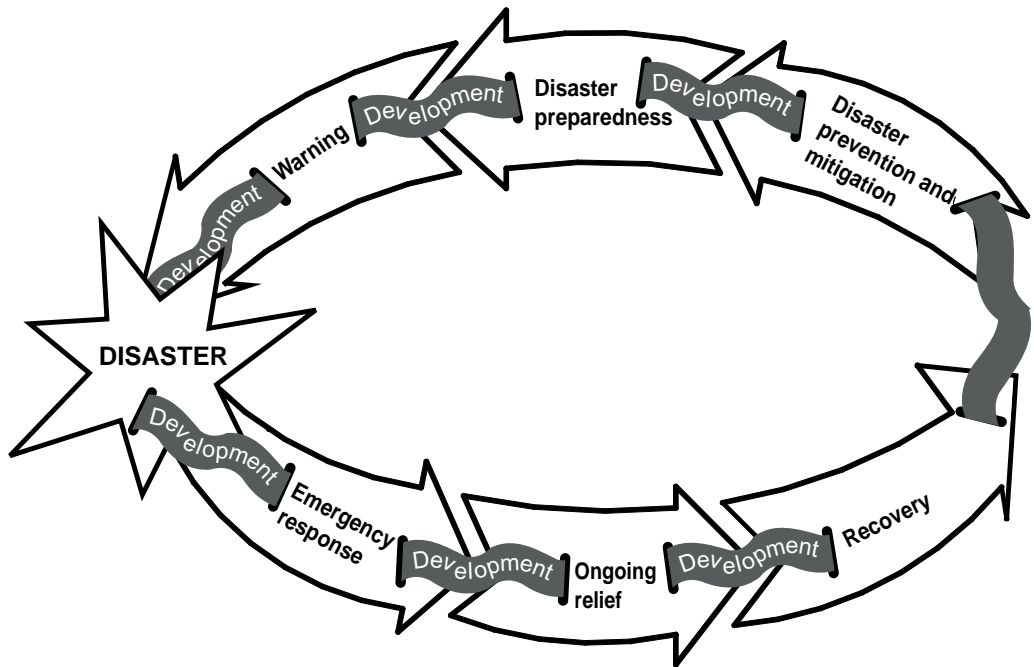 Development
Disaster
preparedness
Development
Disaster
prevention and
mitigation
Warning
Development
DISASTER
Development
Emergency
response
Development
Ongoing
relief
Development
Recovery